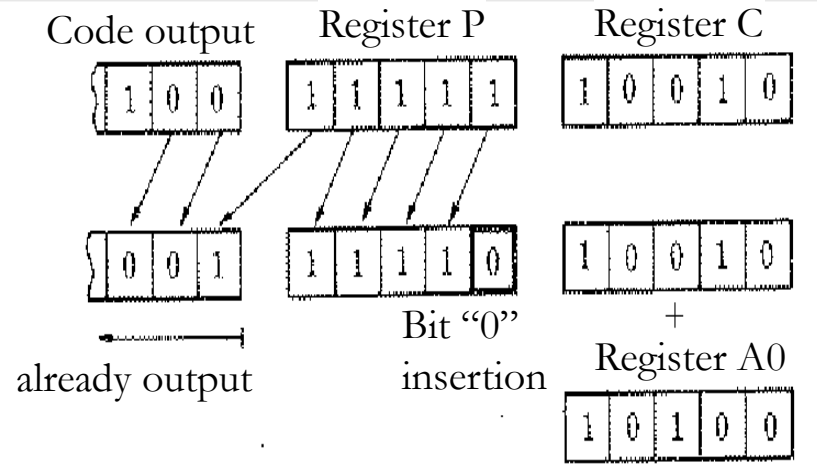 Code output Register P Register C
1 0 0 1 1 1 1 1 1 0 0 1 0
0 0 1 1 1 1 1 0 1 0 0 1 0
Bit “0” +
already output insertion Register A0
1 0 1 0 0